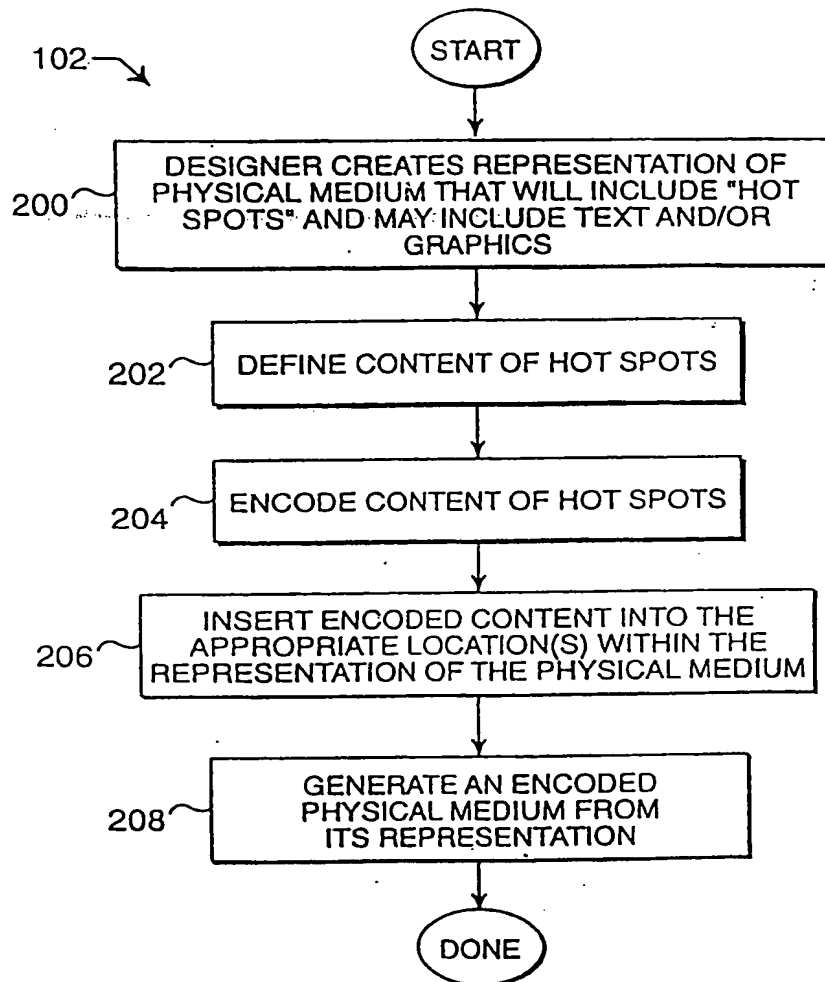 START
102
DESIGNER CREATES REPRESENTATION OF
PHYSICAL MEDIUM THAT WILL INCLUDE "HOT
SPOTS" AND MAY INCLUDE TEXT AND/OR
GRAPHICS
200
DEFINE CONTENT OF HOT SPOTS
202
ENCODE CONTENT OF HOT SPOTS
204
INSERT ENCODED CONTENT INTO THE
APPROPRIATE LOCATION(S) WITHIN THE
REPRESENTATION OF THE PHYSICAL MEDIUM
206
GENERATE AN ENCODED
PHYSICAL MEDIUM FROM
ITS REPRESENTATION
208
DONE